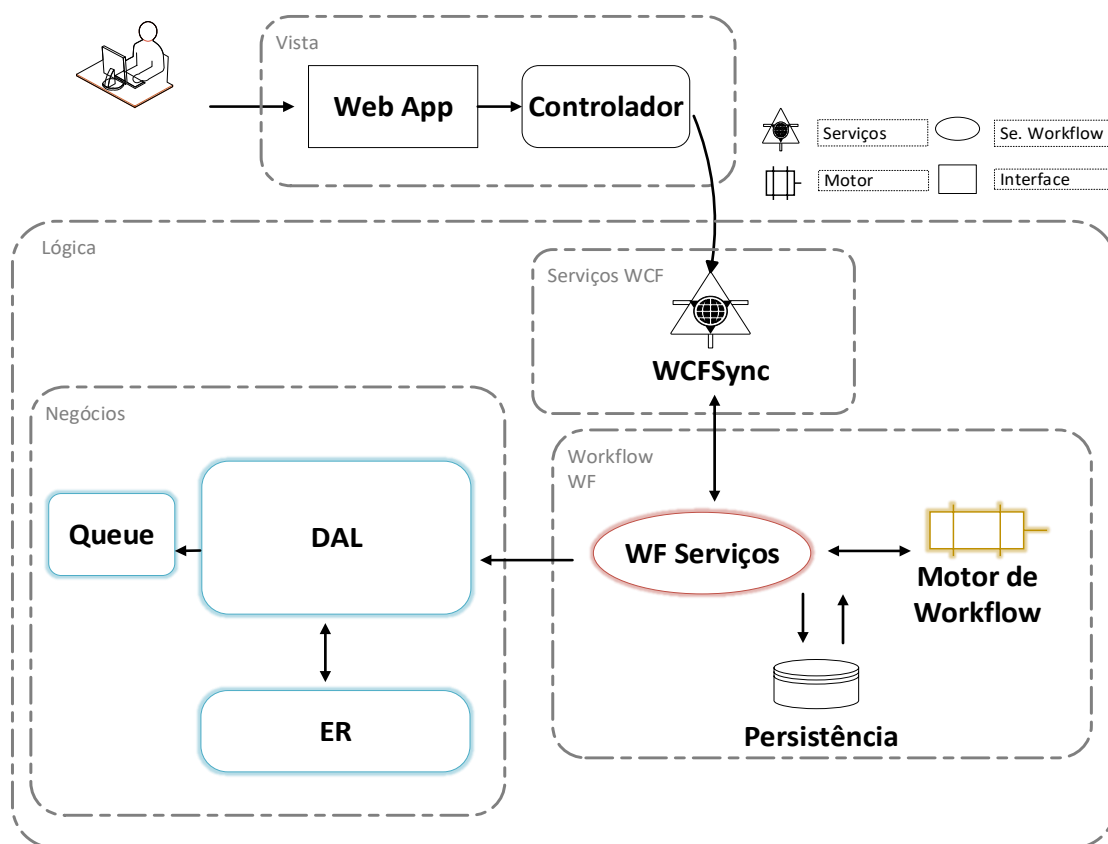 Vista
Web App
Controlador
Serviços
Se. Workflow
Motor
Interface
Lógica
Serviços WCF
WCFSync
Negócios
Workflow
WF
Queue
DAL
WF Serviços
Motor de
Workflow
ER
Persistência